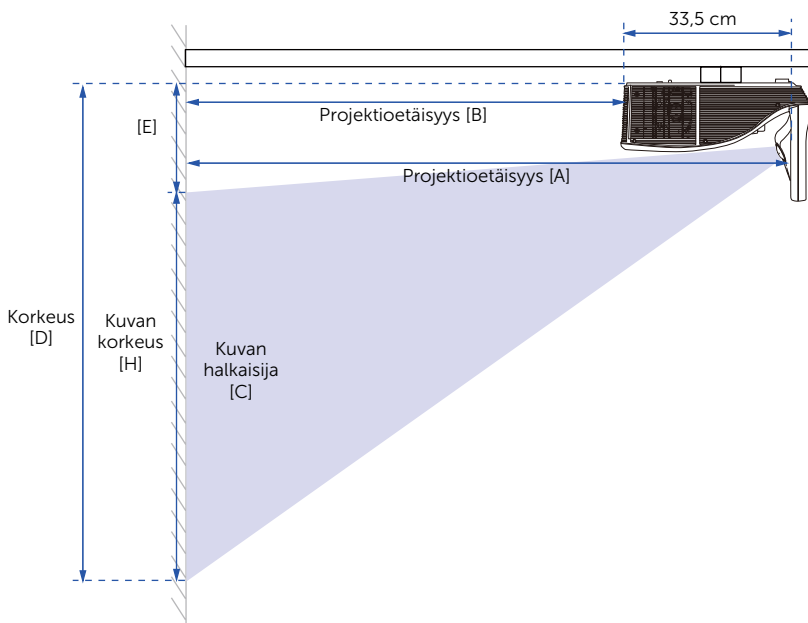 33,5 cm
Projektioetäisyys [B]
[E]
Projektioetäisyys [A]
Korkeus
[D]
Kuvan
korkeus
[H]
Kuvan
halkaisija
[C]